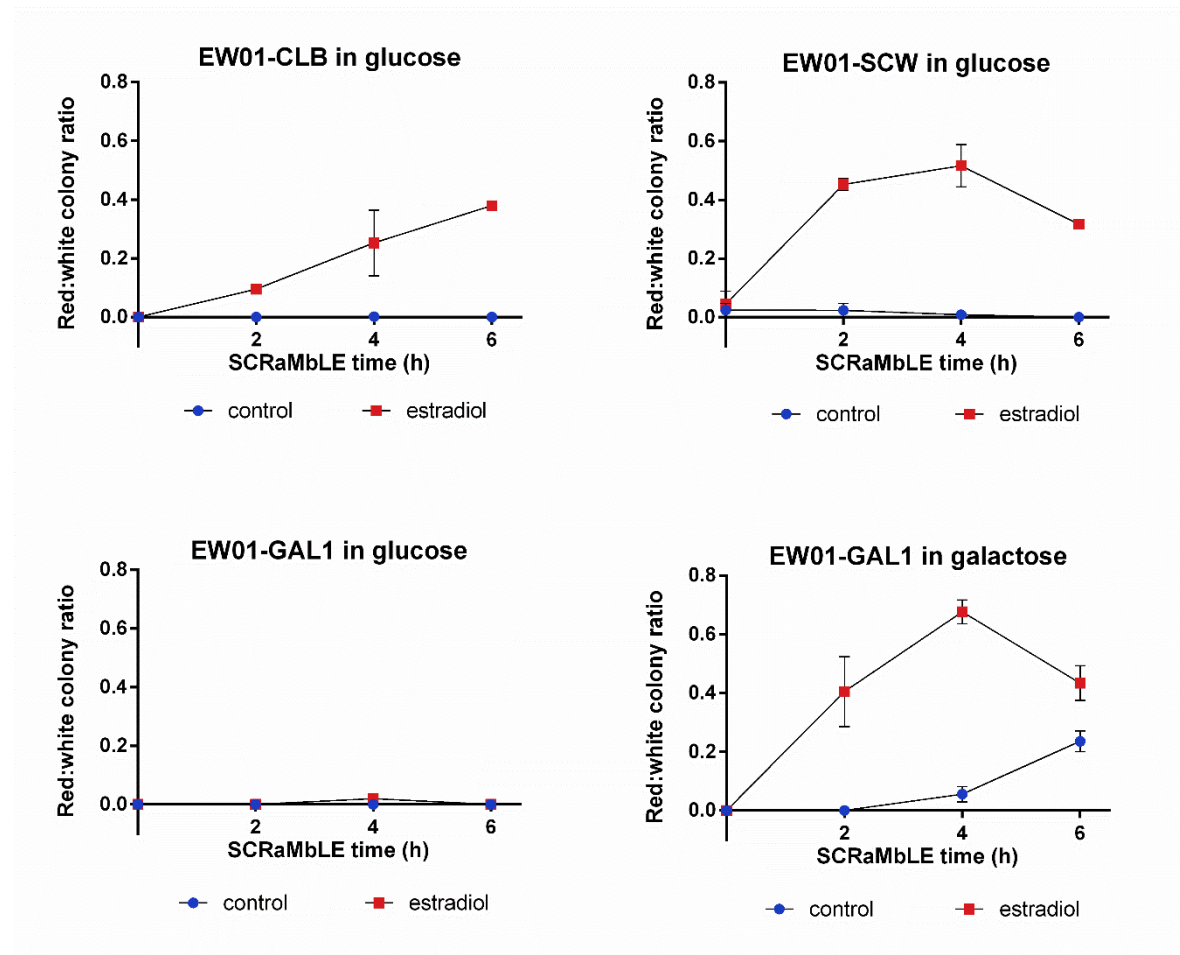 EW01-CLB in glucose
Red:white colony ratio
0.8
0.6
0.4
0.2
0.0
2 4 6
SCRaMbLE time (h)
control estradiol
EW01-SCW in glucose
Red:white colony ratio
0.8
0.6
0.4
0.2
0.0
2 4 6
SCRaMbLE time (h)
control estradiol
EW01-GAL1 in glucose
Red:white colony ratio
0.8
0.6
0.4
0.2
0.0
2 4 6
SCRaMbLE time (h)
control estradiol
EW01-GAL1 in galactose
Red:white colony ratio
0.8
0.6
0.4
0.2
0.0
2 4 6
SCRaMbLE time (h)
control estradiol